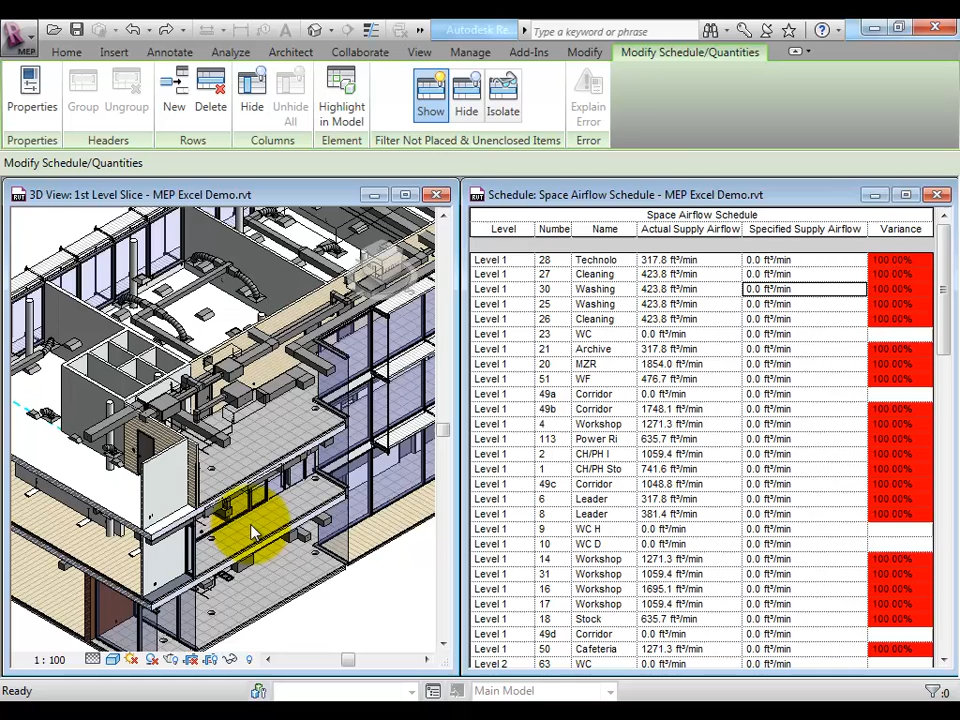 Autodesk Re...
Type a keyword or phrase
MEP
Home Insert Annotate Analyze Architect Collaborate View Manage Add-Ins Modify Modify Schedule/Quantities
Properties Group Ungroup New Delete Hide Unhide All Highlight in Model Show Hide Isolate Explain Error
Properties Headers Rows Columns Element Filter Not Placed & Unenclosed Items Error
Modify Schedule/Quantities
3D View: 1st Level Slice - MEP Excel Demo.rvt
Schedule: Space Airflow Schedule - MEP Excel Demo.rvt
Space Airflow Schedule
Level Numbe Name Actual Supply Airflow Specified Supply Airflow Variance
Level 1 28 Technolo 317.8 ft³/min 0.0 ft³/min 100.00%
Level 1 27 Cleaning 423.8 ft³/min 0.0 ft³/min 100.00%
Level 1 30 Washing 423.8 ft³/min 0.0 ft³/min 100.00%
Level 1 25 Washing 423.8 ft³/min 0.0 ft³/min 100.00%
Level 1 26 Cleaning 423.8 ft³/min 0.0 ft³/min 100.00%
Level 1 23 WC 0.0 ft³/min 0.0 ft³/min
Level 1 21 Archive 317.8 ft³/min 0.0 ft³/min 100.00%
Level 1 20 MZR 1854.0 ft³/min 0.0 ft³/min 100.00%
Level 1 51 WF 476.7 ft³/min 0.0 ft³/min 100.00%
Level 1 49a Corridor 0.0 ft³/min 0.0 ft³/min
Level 1 49b Corridor 1748.1 ft³/min 0.0 ft³/min 100.00%
Level 1 4 Workshop 1271.3 ft³/min 0.0 ft³/min 100.00%
Level 1 113 Power Ri 635.7 ft³/min 0.0 ft³/min 100.00%
Level 1 2 CH/PH I 1059.4 ft³/min 0.0 ft³/min 100.00%
Level 1 1 CH/PH Sto 741.6 ft³/min 0.0 ft³/min 100.00%
Level 1 49c Corridor 1048.8 ft³/min 0.0 ft³/min 100.00%
Level 1 6 Leader 317.8 ft³/min 0.0 ft³/min 100.00%
Level 1 8 Leader 381.4 ft³/min 0.0 ft³/min 100.00%
Level 1 9 WC H 0.0 ft³/min 0.0 ft³/min
Level 1 10 WC D 0.0 ft³/min 0.0 ft³/min
Level 1 14 Workshop 1271.3 ft³/min 0.0 ft³/min 100.00%
Level 1 31 Workshop 1059.4 ft³/min 0.0 ft³/min 100.00%
Level 1 16 Workshop 1695.1 ft³/min 0.0 ft³/min 100.00%
Level 1 17 Workshop 1059.4 ft³/min 0.0 ft³/min 100.00%
Level 1 18 Stock 635.7 ft³/min 0.0 ft³/min 100.00%
Level 1 49d Corridor 0.0 ft³/min 0.0 ft³/min
Level 1 50 Cafeteria 1271.3 ft³/min 0.0 ft³/min 100.00%
Level 2 63 WC 0.0 ft³/min 0.0 ft³/min
1 : 100
Ready
Main Model
:0